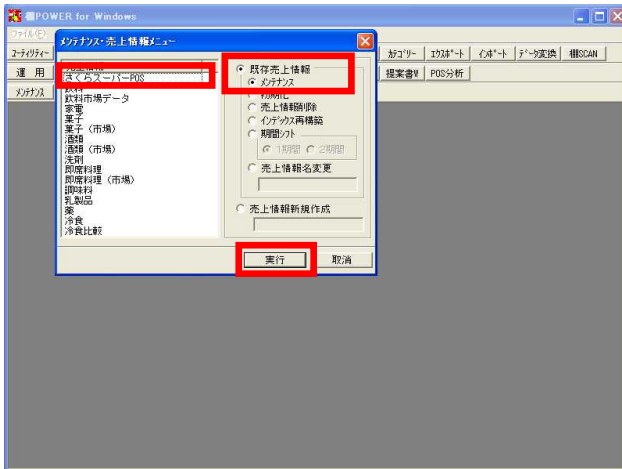 棚POWER for Windows
ファイル(F)
ユーティリティー
カテゴリー
エクスポート
インポート
データ変換
棚SCAN
運 用
提案書V
POS分析
メンテナンス
メンテナンス・売上情報メニュー
さくらスーパーPOS
飲料市場データ
家電
菓子
菓子（市場）
酒類
酒類（市場）
洗剤
即席料理
即席料理（市場）
調味料
乳製品
薬
冷食
冷食比較
既存売上情報
メンテナンス
初期化
売上情報削除
インデックス再構築
期間シフト
1期間
2期間
売上情報名変更
売上情報新規作成
実行
取消